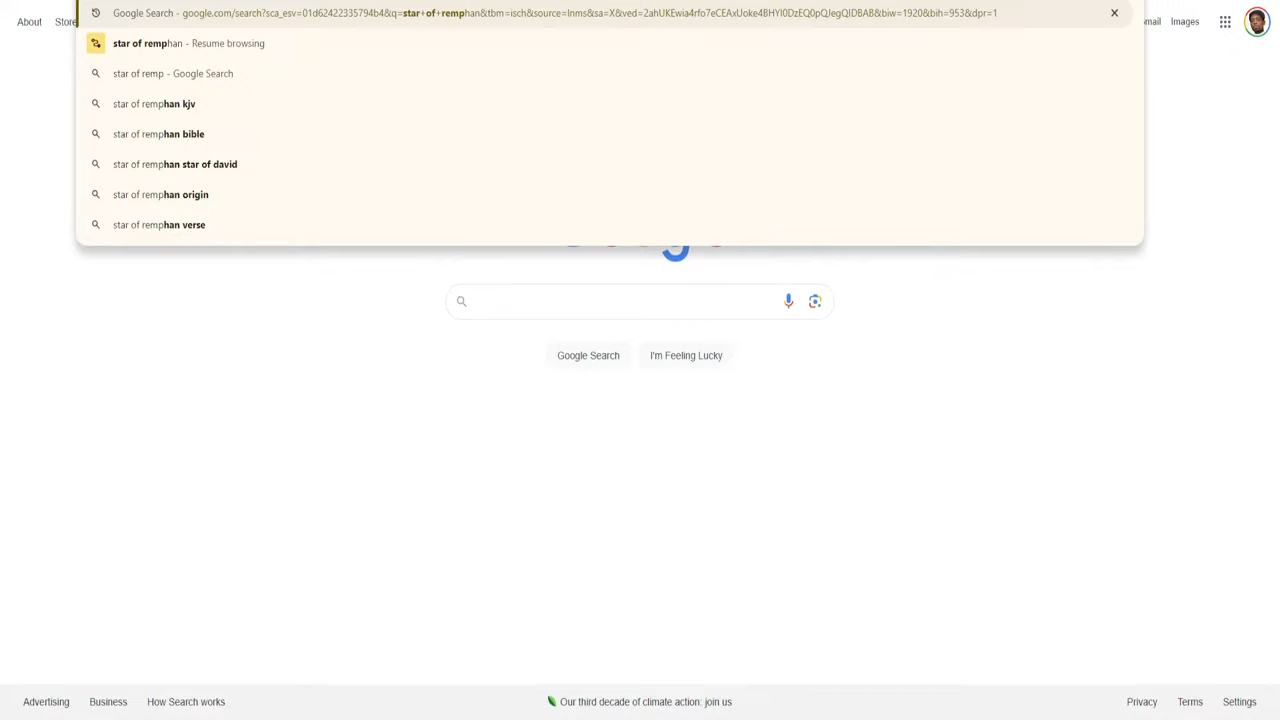 Google Search - google.com/search?sca_esv=01d62422335794b4&q=star+of+remphan&tbm=isch&source=lnms&sa=X&ved=2ahUKEwia4rfo7eCEAxUoke4BHYI0DzEQ0pQJegQIDBAB&biw=1920&bih=953&dpr=1
About
Store
Images
star of remphan - Resume browsing
star of remp - Google Search
star of remphan kjv
star of remphan bible
star of remphan star of david
star of remphan origin
star of remphan verse
Google Search
I'm Feeling Lucky
Advertising
Business
How Search works
Our third decade of climate action: join us
Privacy
Terms
Settings